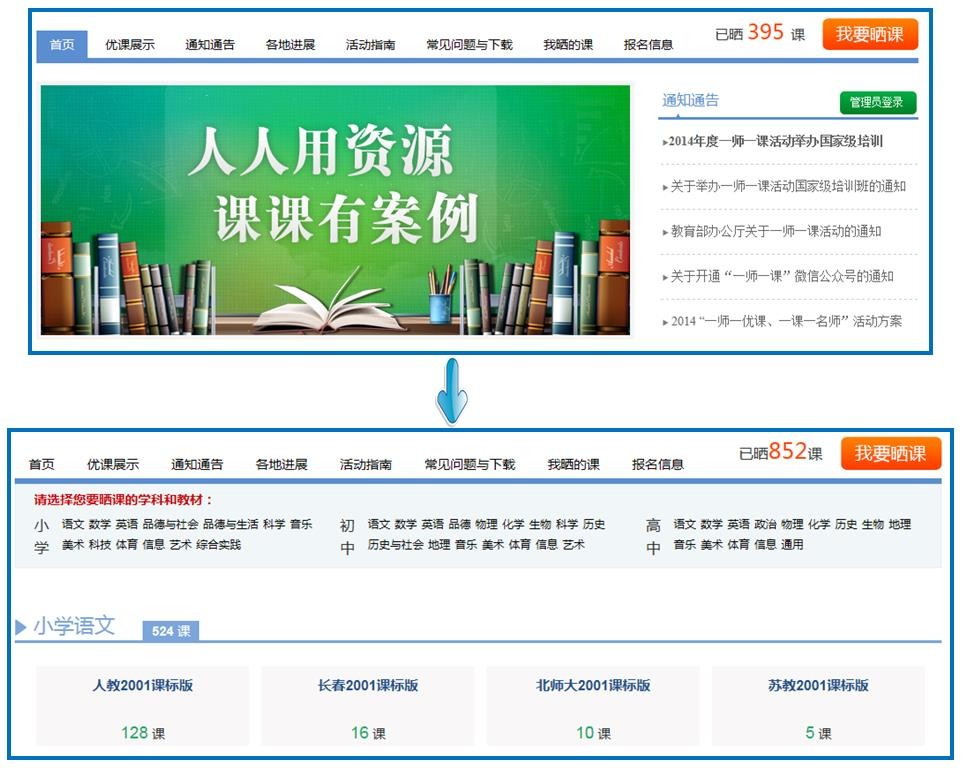 首页 优课展示 通知通告 各地进展 活动指南 常见问题与下载 我晒的课 报名信息 已晒 395 课 我要晒课
人人用资源
课课有案例
通知通告 管理员登录
2014年度一师一课活动举办国家级培训
关于举办一师一课活动国家级培训班的通知
教育部办公厅关于一师一课活动的通知
关于开通“一师一课”微信公众号的通知
2014 “一师一优课、一课一名师”活动方案
首页 优课展示 通知通告 各地进展 活动指南 常见问题与下载 我晒的课 报名信息 已晒852课 我要晒课
请选择您要晒课的学科和教材：
小学 语文 数学 英语 品德与社会 品德与生活 科学 音乐
美术 科技 体育 信息 艺术 综合实践
初中 语文 数学 英语 品德 物理 化学 生物 科学 历史
历史与社会 地理 音乐 美术 体育 信息 艺术
高中 语文 数学 英语 政治 物理 化学 历史 生物 地理
音乐 美术 体育 信息 通用
小学语文 524 课
人教2001课标版 长春2001课标版 北师大2001课标版 苏教2001课标版
128 课 16 课 10 课 5 课